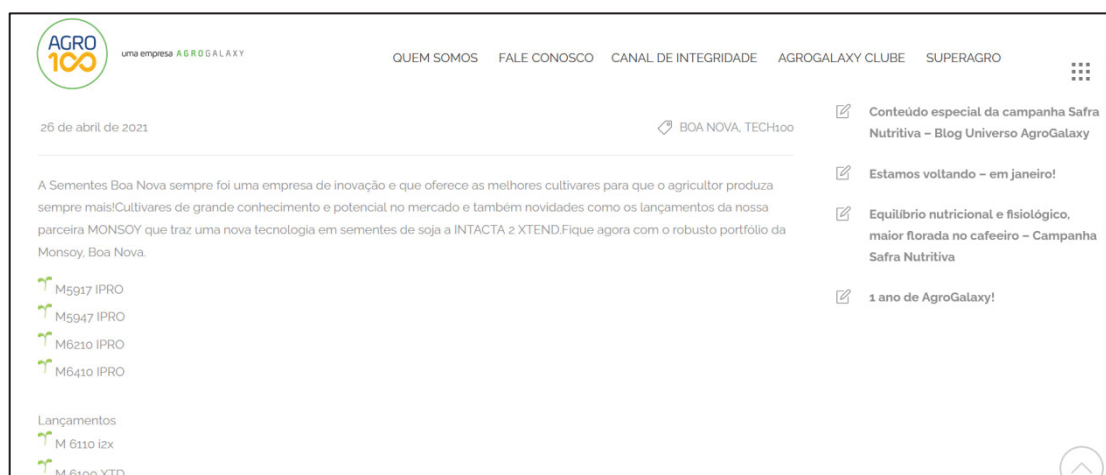 AGRO
100
uma empresa AGROGALAXY
QUEM SOMOS FALE CONOSCO CANAL DE INTEGRIDADE AGROGALAXY CLUBE SUPERAGRO
26 de abril de 2021
BOA NOVA, TECH100
A Sementes Boa Nova sempre foi uma empresa de inovação e que oferece as melhores cultivares para que o agricultor produza
sempre mais!Cultivares de grande conhecimento e potencial no mercado e também novidades como os lançamentos da nossa
parceira MONSOY que traz uma nova tecnologia em sementes de soja a INTACTA 2 XTEND.Fique agora com o robusto portfólio da
Monsoy, Boa Nova.
M5917 IPRO
M5947 IPRO
M6210 IPRO
M6410 IPRO
Lançamentos
M 6110 i2x
M 6100 XTD
Conteúdo especial da campanha Safra
Nutritiva – Blog Universo AgroGalaxy
Estamos voltando – em janeiro!
Equilíbrio nutricional e fisiológico,
maior florada no cafeeiro – Campanha
Safra Nutritiva
1 ano de AgroGalaxy!